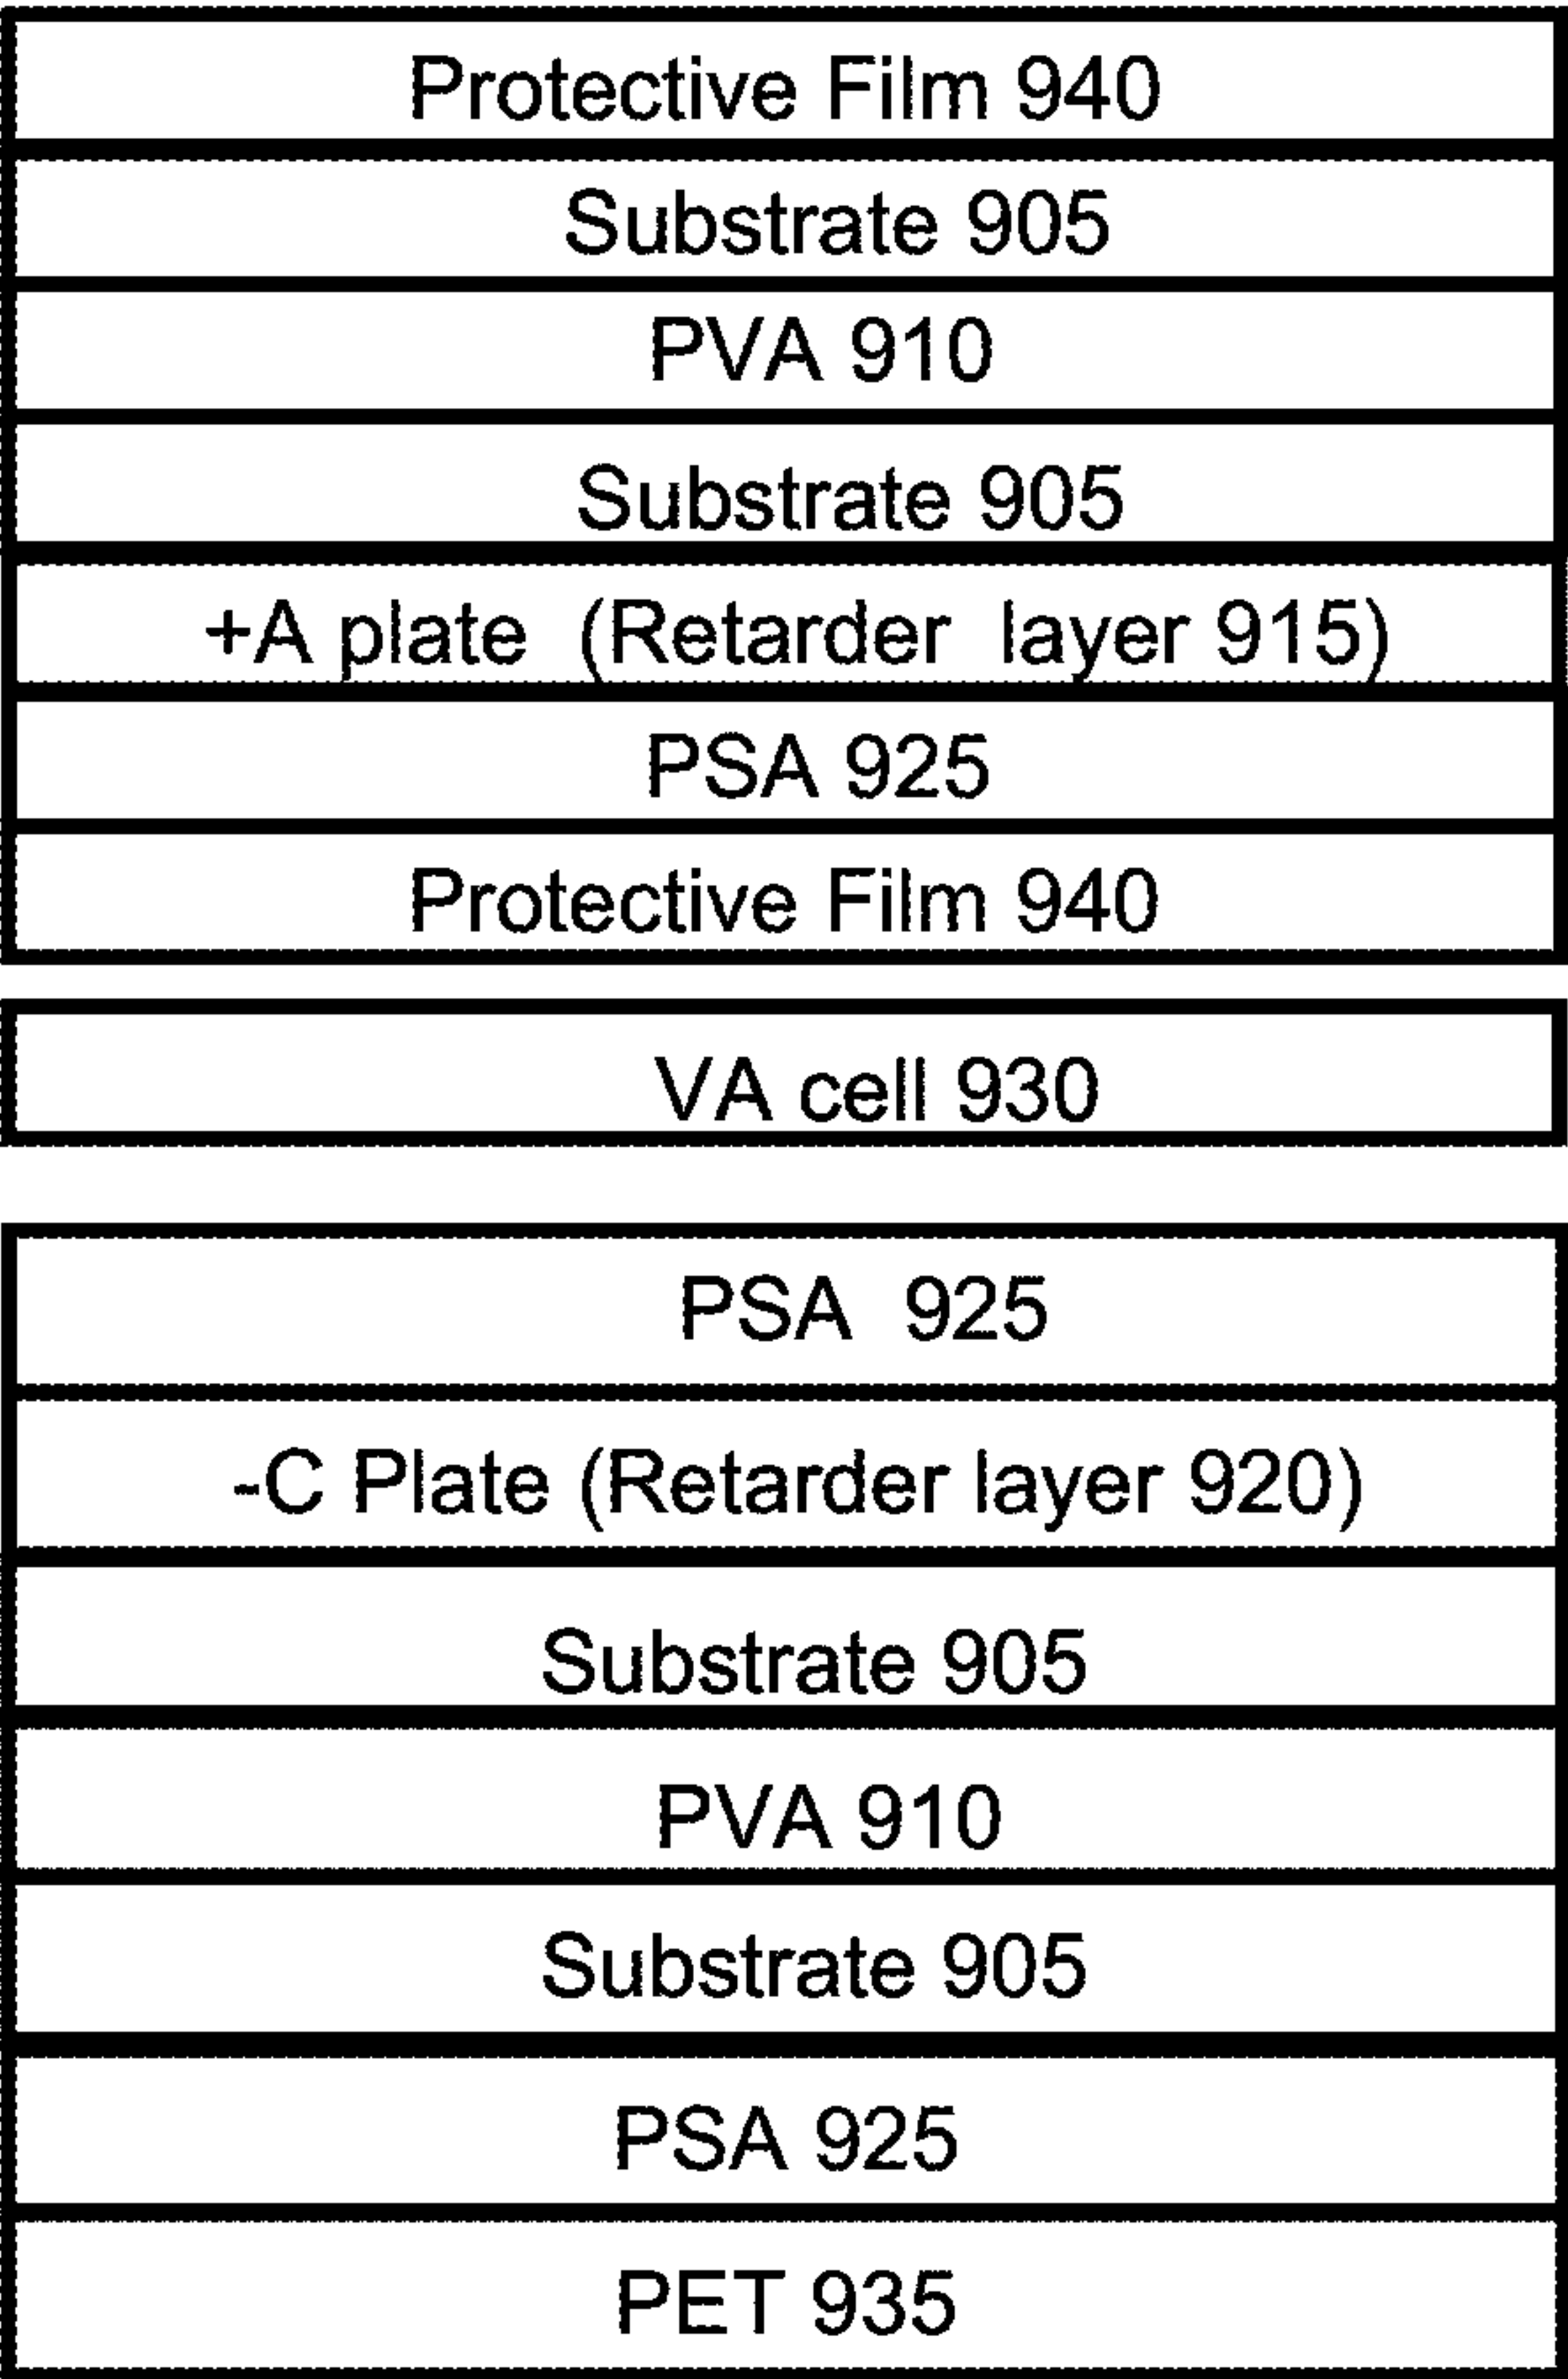 Protective Film 940
Substrate 905
PVA 910
Substrate 905
+A plate (Retarder layer 915)
PSA 925
Protective Film 940
VA cell 930
PSA 925
-C Plate (Retarder layer 920)
Substrate 905
PVA 910
Substrate 905
PSA 925
PET 935